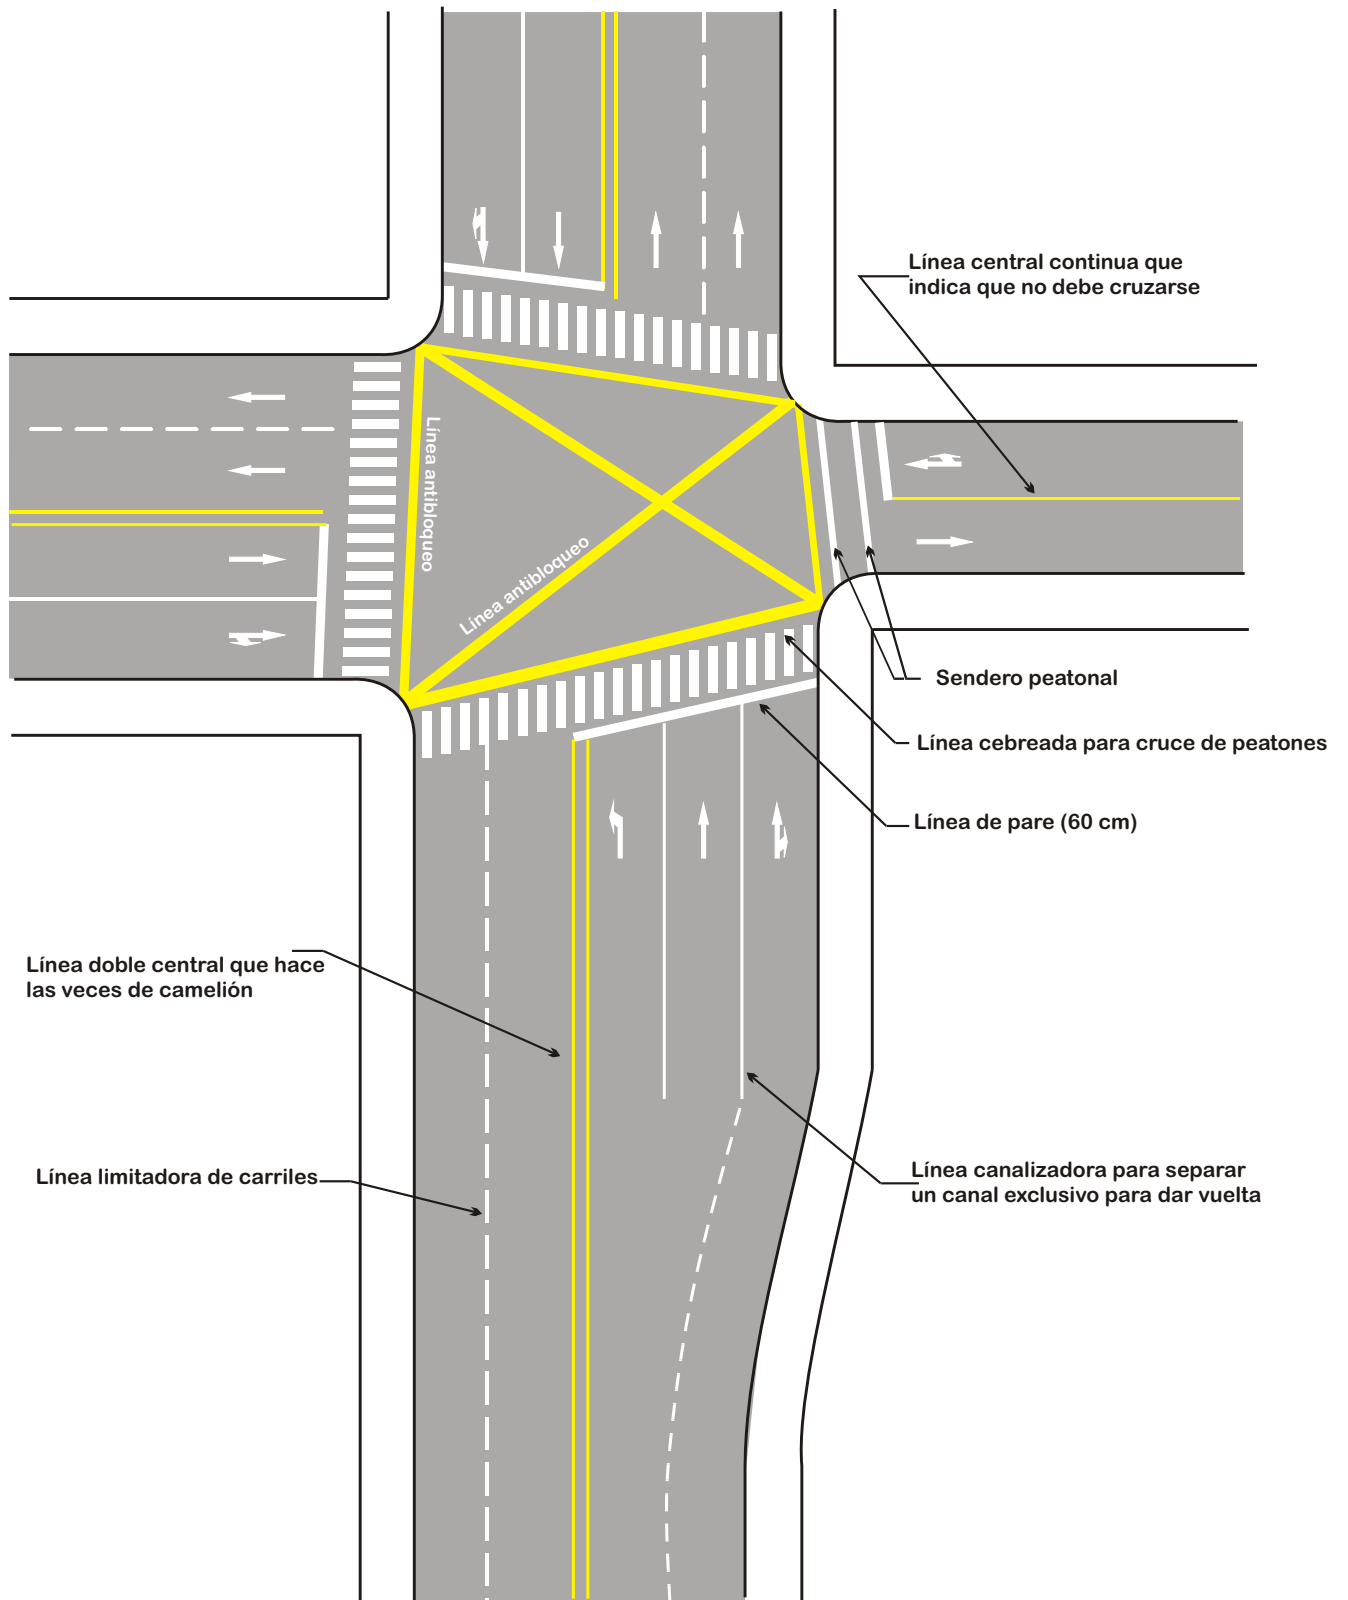 Línea central continua que
indica que no debe cruzarse
Línea antibloqueo
Línea antibloqueo
Sendero peatonal
Línea cebreada para cruce de peatones
Línea de pare (60 cm)
Línea doble central que hace
las veces de camelión
Línea limitadora de carriles
Línea canalizadora para separar
un canal exclusivo para dar vuelta